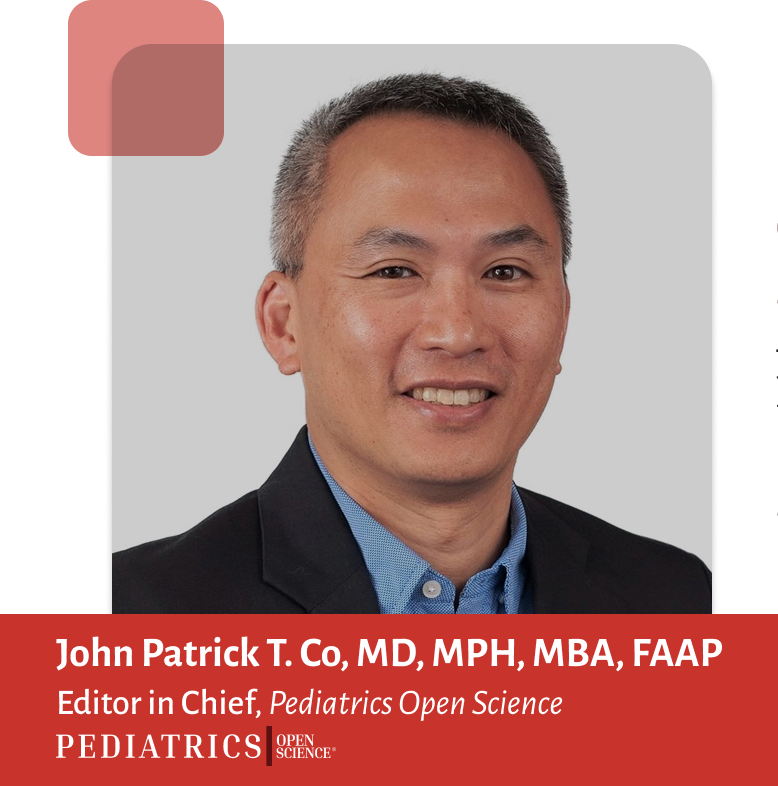 John Patrick T. Co, MD, MPH, MBA, FAAP
Editor in Chief, Pediatrics Open Science
PEDIATRICS OPEN SCIENCE®